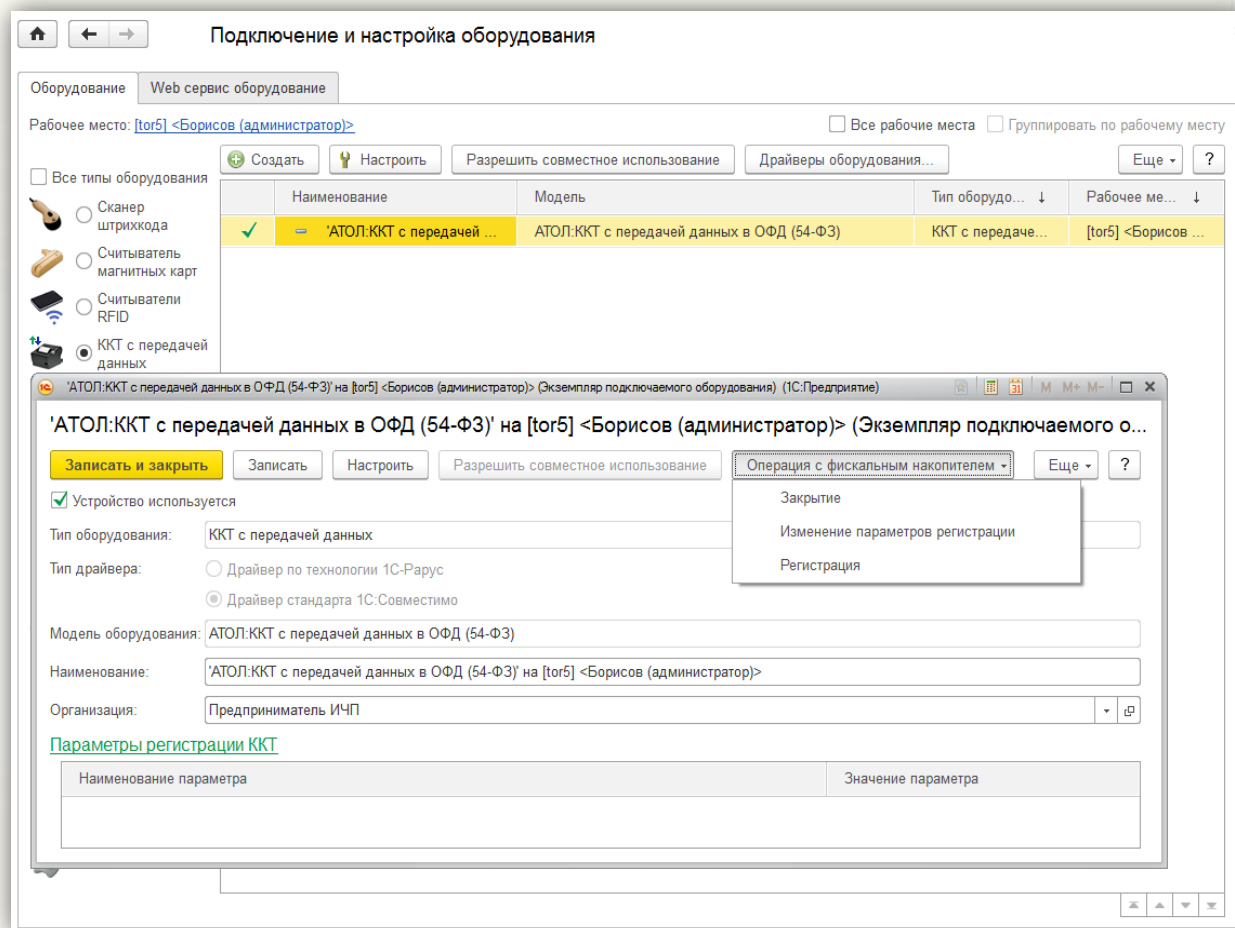 Подключение и настройка оборудования
Оборудование Web сервис оборудование
Рабочее место: [tor5] <Борисов (администратор)> Все рабочие места Группировать по рабочему месту
Создать Настроить Разрешить совместное использование Драйверы оборудования... Еще ?
Все типы оборудования
Наименование Модель Тип оборудо... ↓ Рабочее ме... ↓
'АТОЛ:ККТ с передачей ... АТОЛ:ККТ с передачей данных в ОФД (54-ФЗ) ККТ с передаче... [tor5] <Борисов ...
Сканер
штрихкода
Считыватель
магнитных карт
Считыватели
RFID
ККТ с передачей
данных
1С 'АТОЛ:ККТ с передачей данных в ОФД (54-ФЗ)' на [tor5] <Борисов (администратор)> (Экземпляр подключаемого оборудования) (1С:Предприятие) 31 M M+ M-
'АТОЛ:ККТ с передачей данных в ОФД (54-ФЗ)' на [tor5] <Борисов (администратор)> (Экземпляр подключаемого о...
Записать и закрыть Записать Настроить Разрешить совместное использование Операция с фискальным накопителем Еще ?
Закрытие
Изменение параметров регистрации
Регистрация
Устройство используется
Тип оборудования: ККТ с передачей данных
Тип драйвера: Драйвер по технологии 1С-Рарус
Драйвер стандарта 1С:Совместимо
Модель оборудования: АТОЛ:ККТ с передачей данных в ОФД (54-ФЗ)
Наименование: 'АТОЛ:ККТ с передачей данных в ОФД (54-ФЗ)' на [tor5] <Борисов (администратор)>
Организация: Предприниматель ИЧП
Параметры регистрации ККТ
Наименование параметра Значение параметра